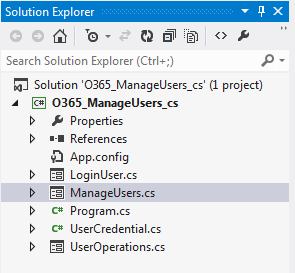 Solution Explorer
Search Solution Explorer (Ctrl+;)
Solution 'O365_ManageUsers_cs' (1 project)
C# O365_ManageUsers_cs
Properties
References
App.config
LoginUser.cs
ManageUsers.cs
C# Program.cs
C# UserCredential.cs
UserOperations.cs